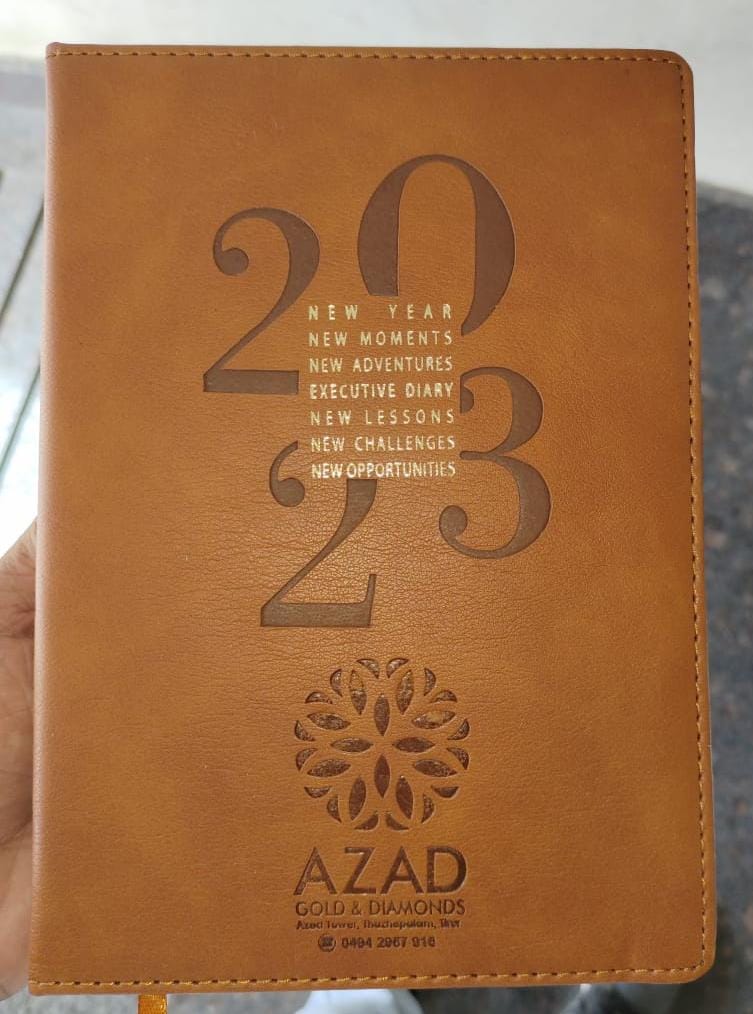 2023
NEW YEAR
NEW MOMENTS
NEW ADVENTURES
EXECUTIVE DIARY
NEW LESSONS
NEW CHALLENGES
NEW OPPORTUNITIES
AZAD
GOLD & DIAMONDS
Azad Tower, Thazhepalam, Tirur
0494 2967 916